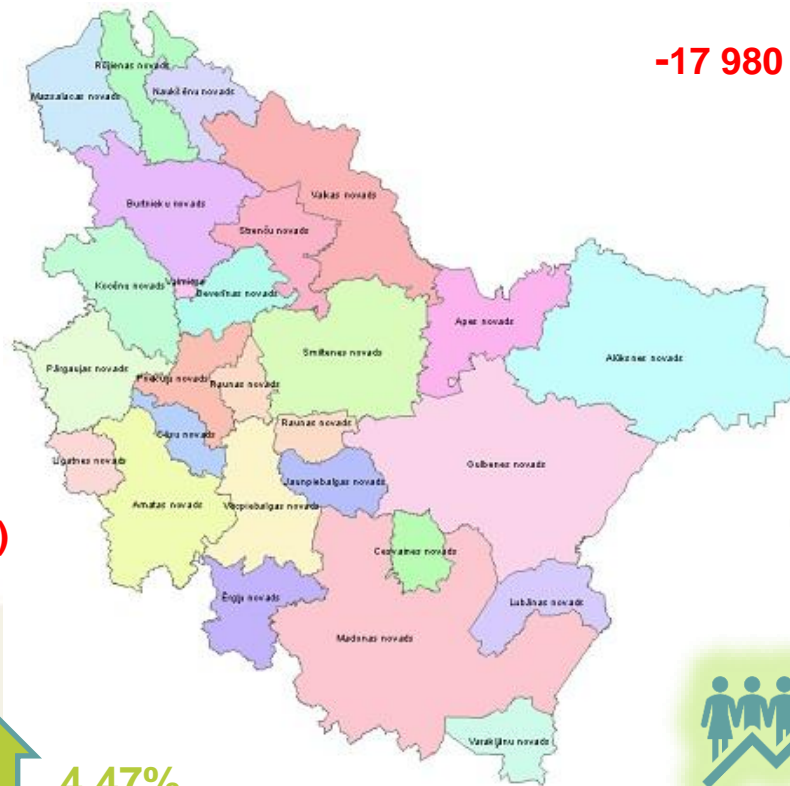 -17 980
Rūjienas novads
Mazsalacas novads
Naukšēnu novads
Valkas novads
Burtnieku novads
Strenču novads
Kocēnu novads
Valmiera
Beverīnas novads
Apes novads
Smiltenes novads
Alūksnes novads
Pārgaujas novads
Priekuļu novads
Raunas novads
Raunas novads
Cēsu novads
Līgatnes novads
Gulbenes novads
Jaunpiebalgas novads
Amatas novads
Vecpiebalgas novads
)
Cesvaines novads
Ērgļu novads
Lubānas novads
Madonas novads
Varakļānu novads
4,47%